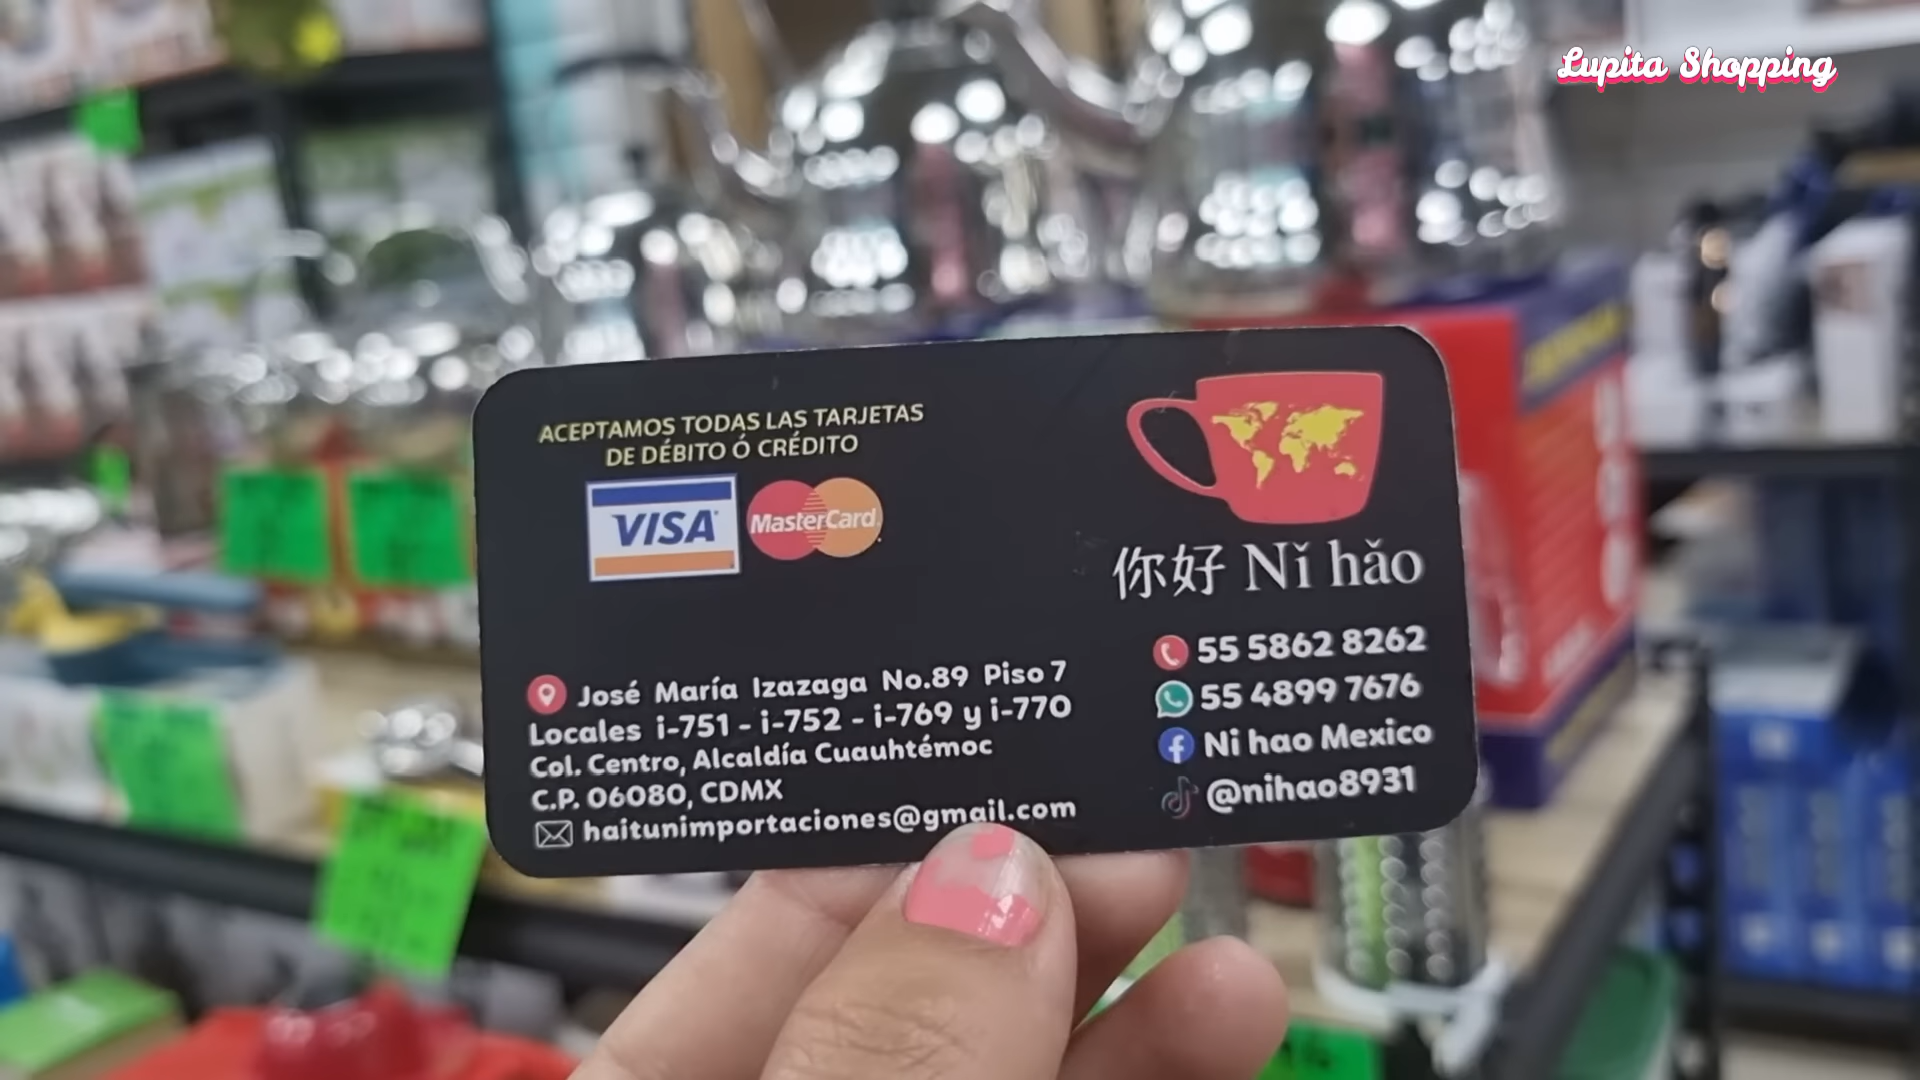 Lupita Shopping
ACEPTAMOS TODAS LAS TARJETAS
DE DÉBITO Ó CRÉDITO
VISA
MasterCard
你好 Nǐ hǎo
José María Izazaga No.89 Piso 7
Locales i-751 - i-752 - i-769 y i-770
Col. Centro, Alcaldía Cuauhtémoc
C.P. 06080, CDMX
haitunimportaciones@gmail.com
55 5862 8262
55 4899 7676
Ni hao Mexico
@nihao8931